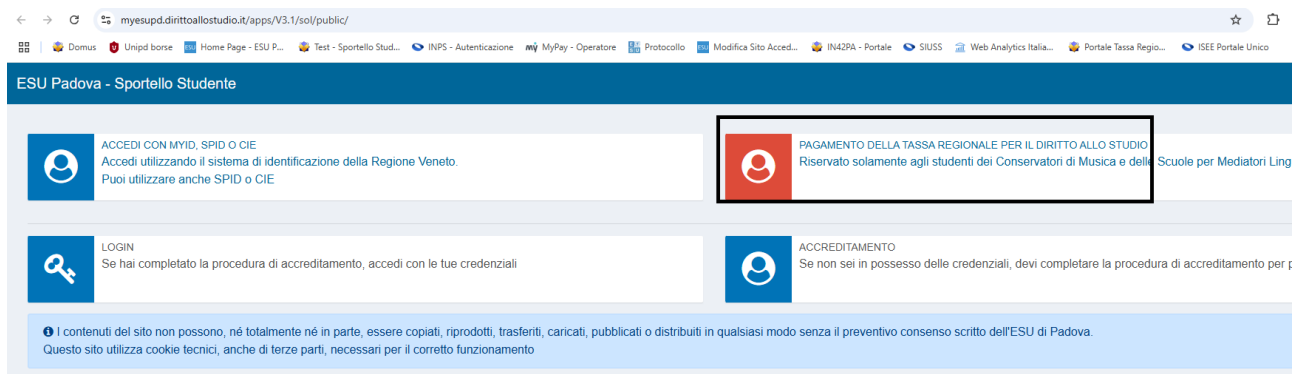 myesupd.dirittoallostudio.it/apps/V3.1/sol/public/
Domus Unipd borse Home Page - ESU P... Test - Sportello Stud... INPS - Autenticazione MyPay - Operatore Protocollo Modifica Sito Acced... IN42PA - Portale SIUSS Web Analytics Italia... Portale Tassa Regio... ISEE Portale Unico
ESU Padova - Sportello Studente
ACCEDI CON MYID, SPID O CIE
Accedi utilizzando il sistema di identificazione della Regione Veneto.
Puoi utilizzare anche SPID o CIE
PAGAMENTO DELLA TASSA REGIONALE PER IL DIRITTO ALLO STUDIO
Riservato solamente agli studenti dei Conservatori di Musica e delle Scuole per Mediatori Ling
LOGIN
Se hai completato la procedura di accreditamento, accedi con le tue credenziali
ACCREDITAMENTO
Se non sei in possesso delle credenziali, devi completare la procedura di accreditamento per p
I contenuti del sito non possono, né totalmente né in parte, essere copiati, riprodotti, trasferiti, caricati, pubblicati o distribuiti in qualsiasi modo senza il preventivo consenso scritto dell'ESU di Padova.
Questo sito utilizza cookie tecnici, anche di terze parti, necessari per il corretto funzionamento